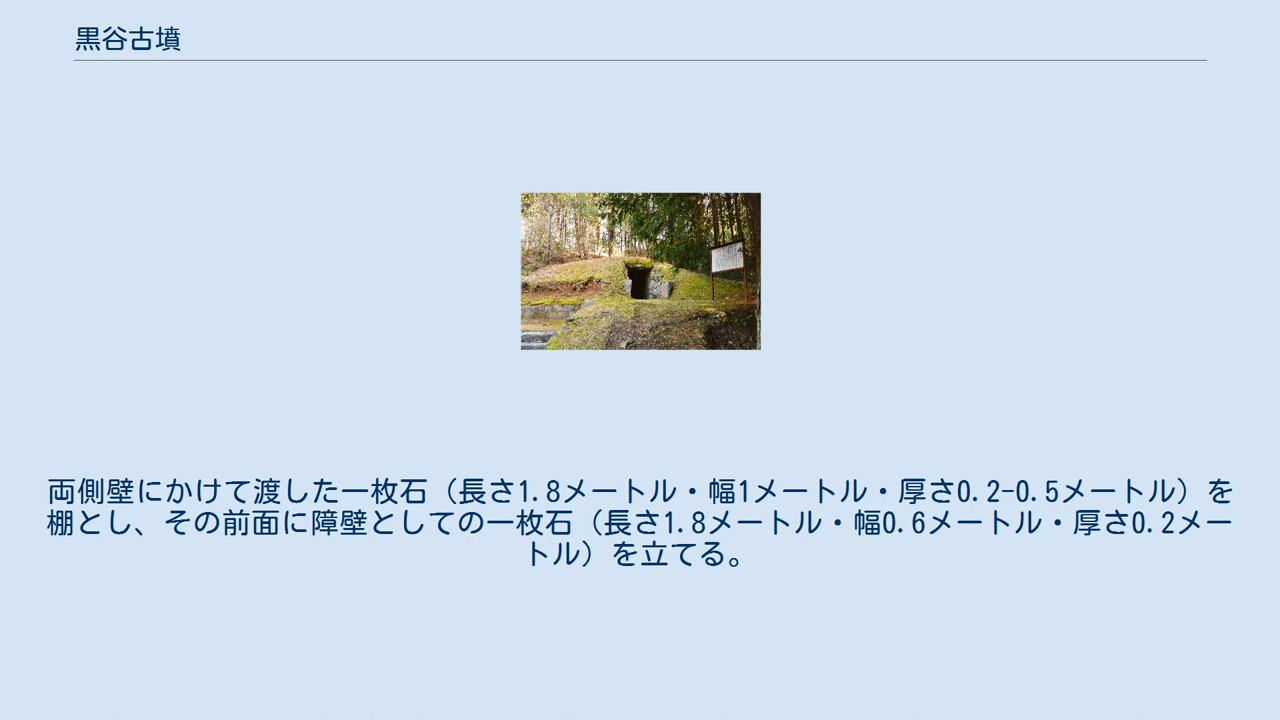 黒谷古墳
両側壁にかけて渡した一枚石（長さ1.8メートル・幅1メートル・厚さ0.2-0.5メートル）を
棚とし、その前面に障壁としての一枚石（長さ1.8メートル・幅0.6メートル・厚さ0.2メー
トル）を立てる。